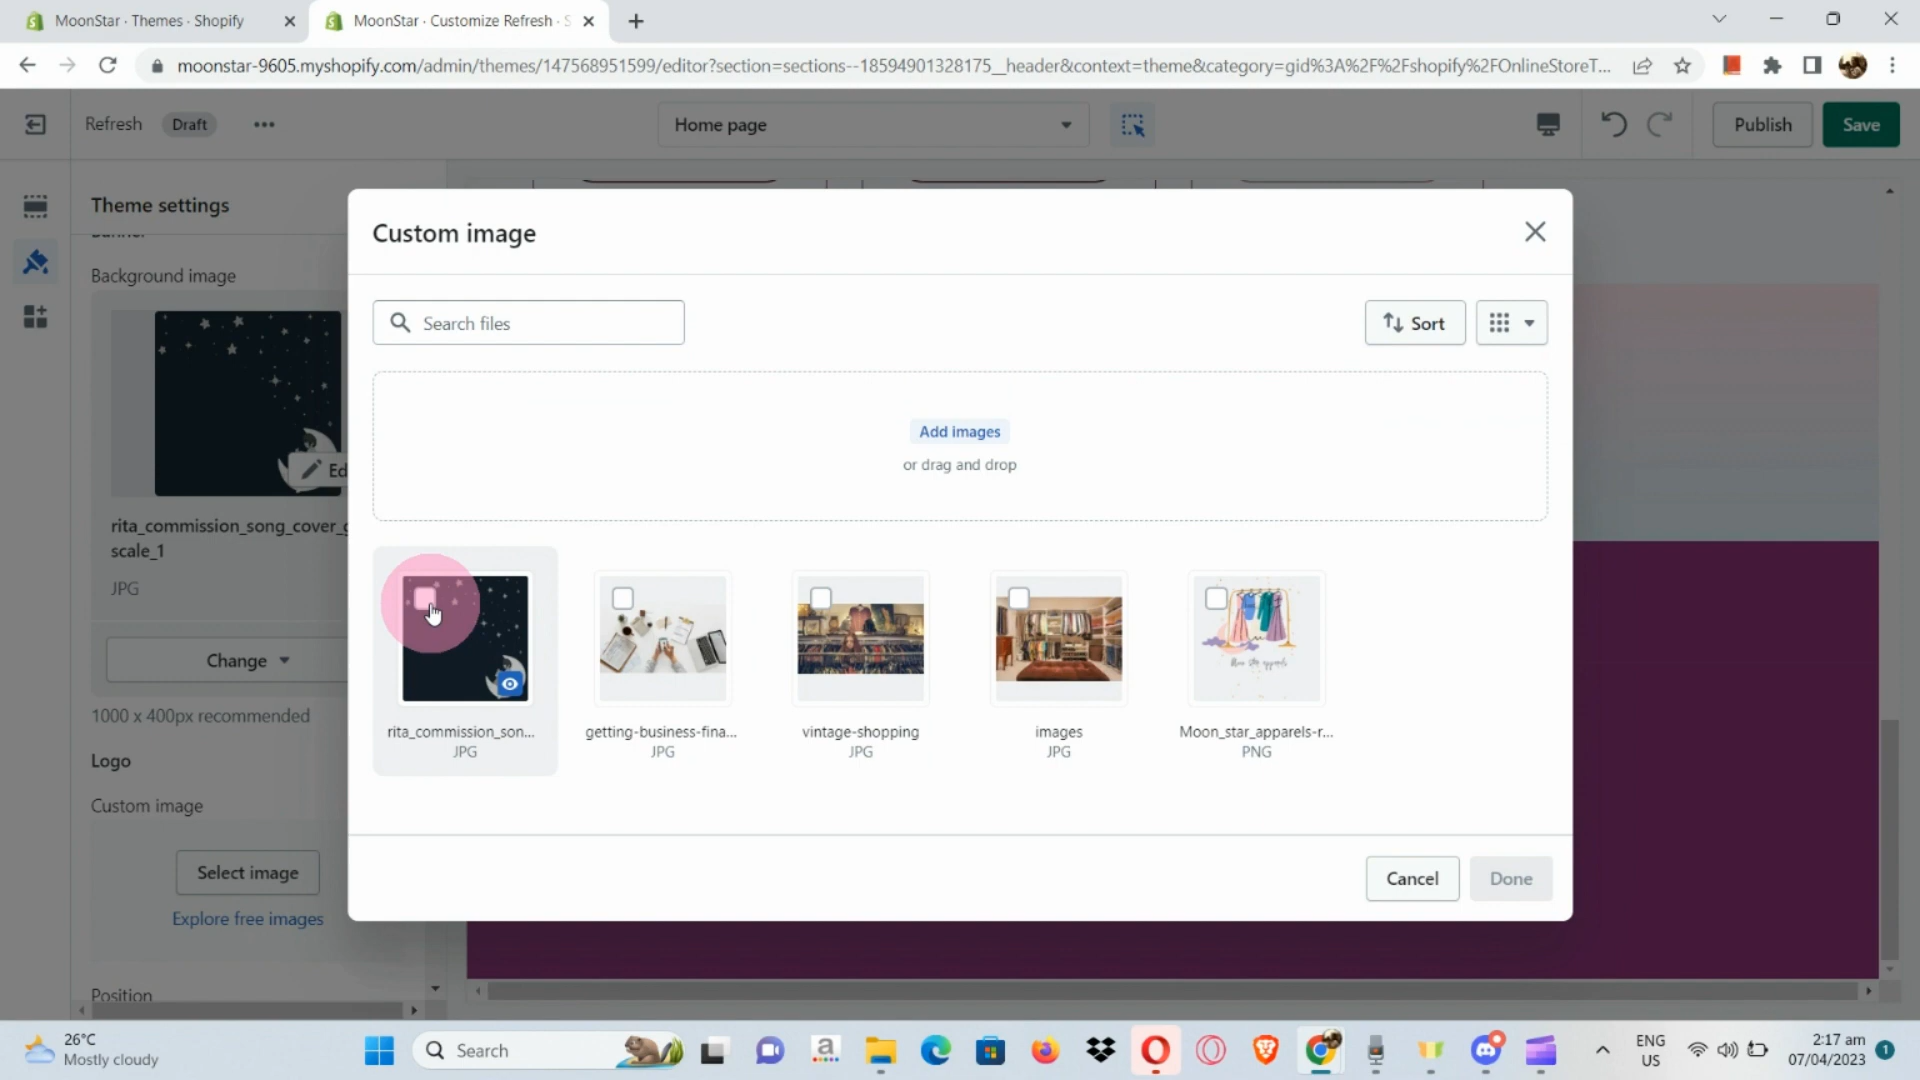 MoonStar · Themes · Shopify
MoonStar · Customize Refresh · S
moonstar-9605.myshopify.com/admin/themes/147568951599/editor?section=sections--18594901328175__header&context=theme&category=gid%3A%2F%2Fshopify%2FOnlineStoreT...
Refresh
Draft
Home page
Publish
Save
Theme settings
Banner
Background image
Ed
rita_commission_song_cover_g
scale_1
JPG
Change
1000 x 400px recommended
Logo
Custom image
Select image
Explore free images
Position
Custom image
Search files
Sort
Add images
or drag and drop
rita_commission_son...
JPG
getting-business-fina...
JPG
vintage-shopping
JPG
images
JPG
Moon_star_apparels-r...
PNG
Cancel
Done
26°C
Mostly cloudy
Search
ENG
US
2:17 am
07/04/2023
1